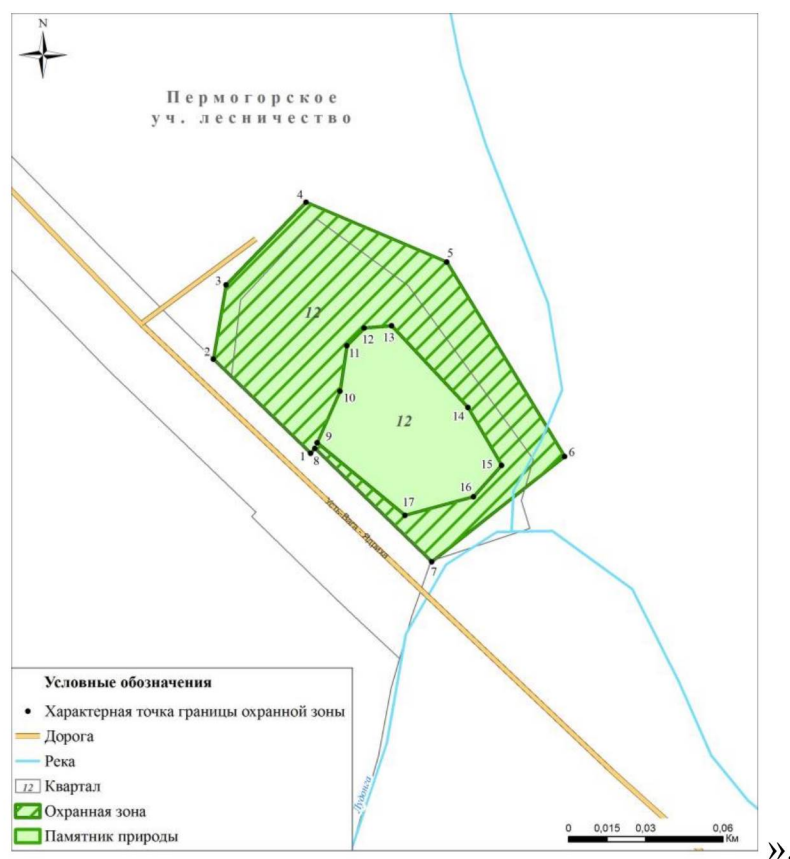 N
Пермогорское
уч. лесничество
4
5
3
12
12
13
2
11
10
14
12
9
1
8
15
6
16
17
Усть-Вага - Ядриха
7
Условные обозначения
Характерная точка границы охранной зоны
Дорога
Река
12 Квартал
Охранная зона
Памятник природы
0 0,015 0,03 0,06
Км
».